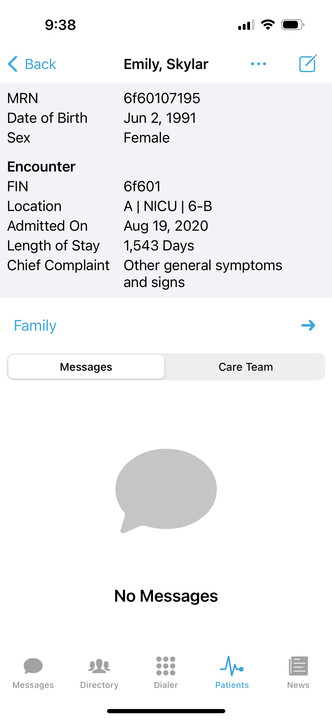 9:38
Back
Emily, Skylar
MRN 6f60107195
Date of Birth Jun 2, 1991
Sex Female
Encounter
FIN 6f601
Location A | NICU | 6-B
Admitted On Aug 19, 2020
Length of Stay 1,543 Days
Chief Complaint Other general symptoms
and signs
Family
Messages Care Team
No Messages
Messages Directory Dialer Patients News